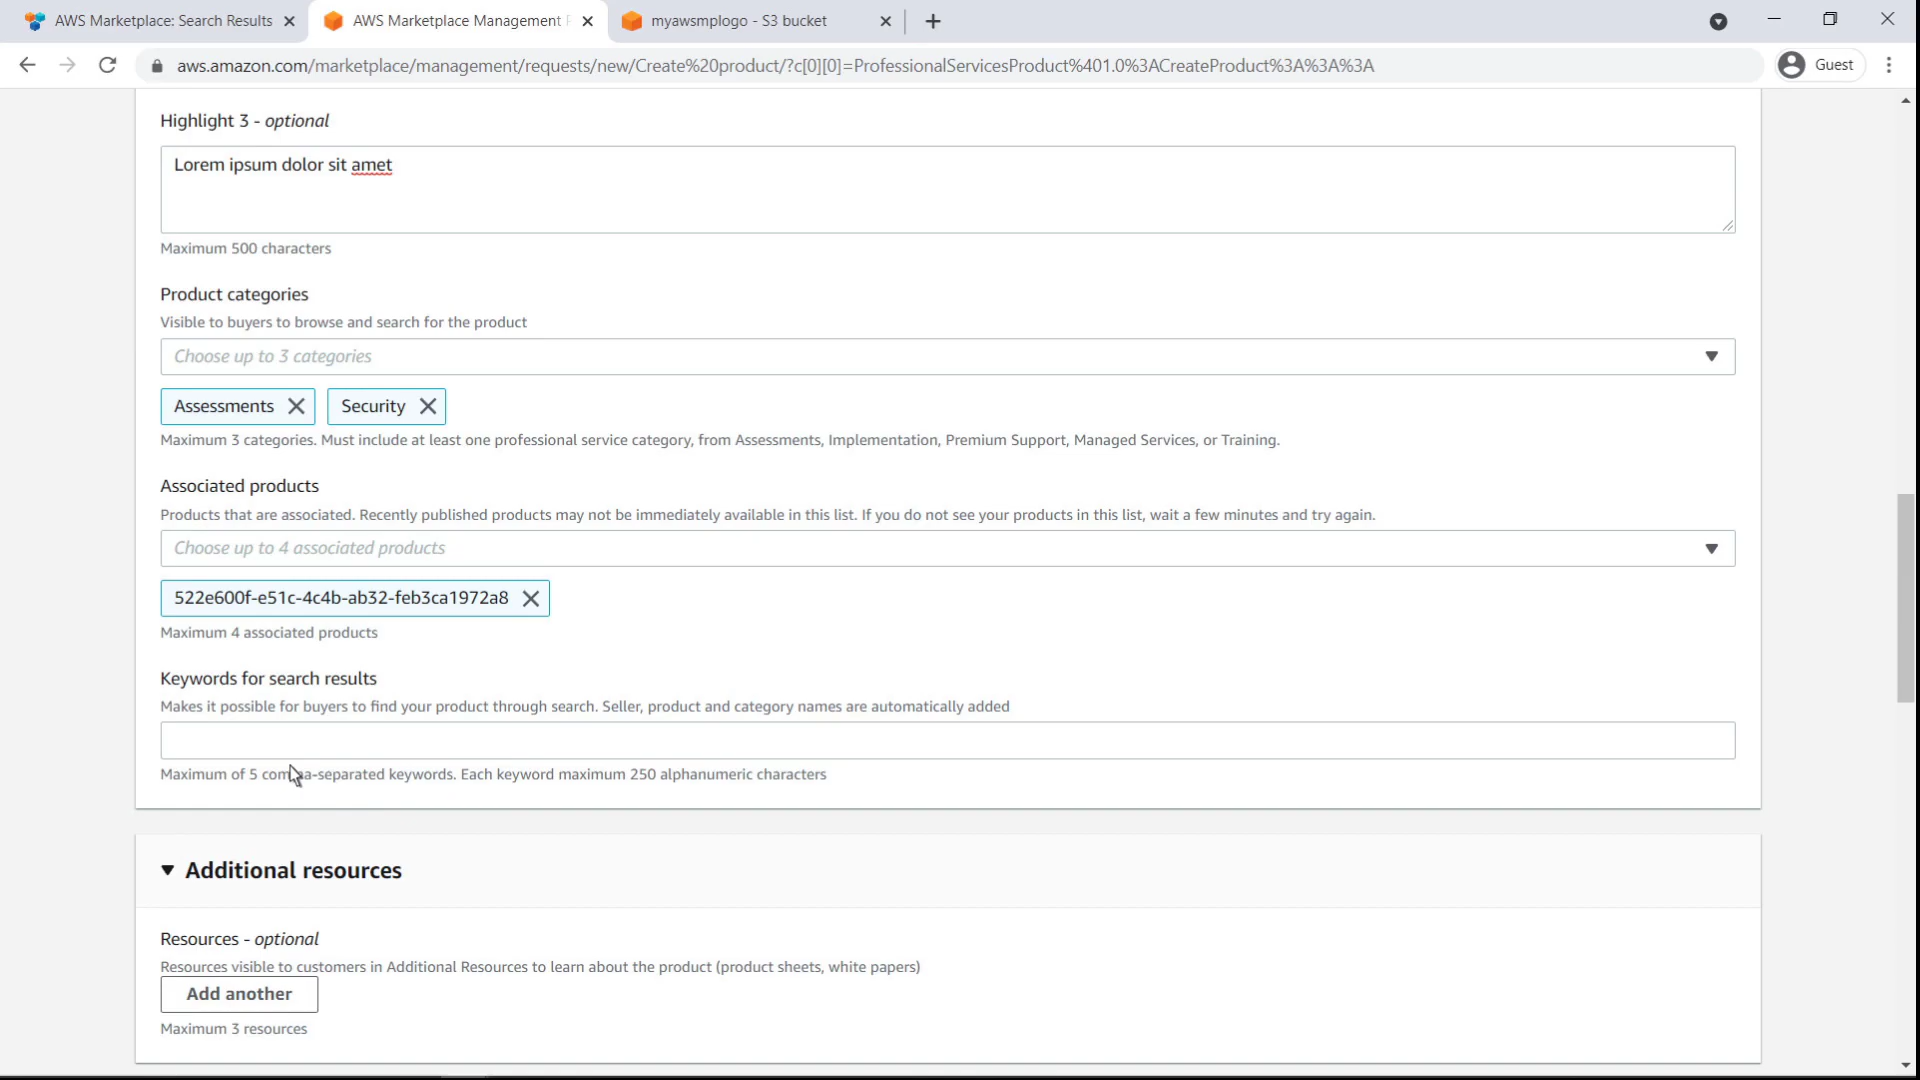 AWS Marketplace: Search Results
AWS Marketplace Management
myawsmplogo - S3 bucket
aws.amazon.com/marketplace/management/requests/new/Create%20product/?c[0][0]=ProfessionalServicesProduct%401.0%3ACreateProduct%3A%3A%3A
Guest
Highlight 3 - optional
Lorem ipsum dolor sit amet
Maximum 500 characters
Product categories
Visible to buyers to browse and search for the product
Choose up to 3 categories
Assessments
Security
Maximum 3 categories. Must include at least one professional service category, from Assessments, Implementation, Premium Support, Managed Services, or Training.
Associated products
Products that are associated. Recently published products may not be immediately available in this list. If you do not see your products in this list, wait a few minutes and try again.
Choose up to 4 associated products
522e600f-e51c-4c4b-ab32-feb3ca1972a8
Maximum 4 associated products
Keywords for search results
Makes it possible for buyers to find your product through search. Seller, product and category names are automatically added
Maximum of 5 comma-separated keywords. Each keyword maximum 250 alphanumeric characters
Additional resources
Resources - optional
Resources visible to customers in Additional Resources to learn about the product (product sheets, white papers)
Add another
Maximum 3 resources